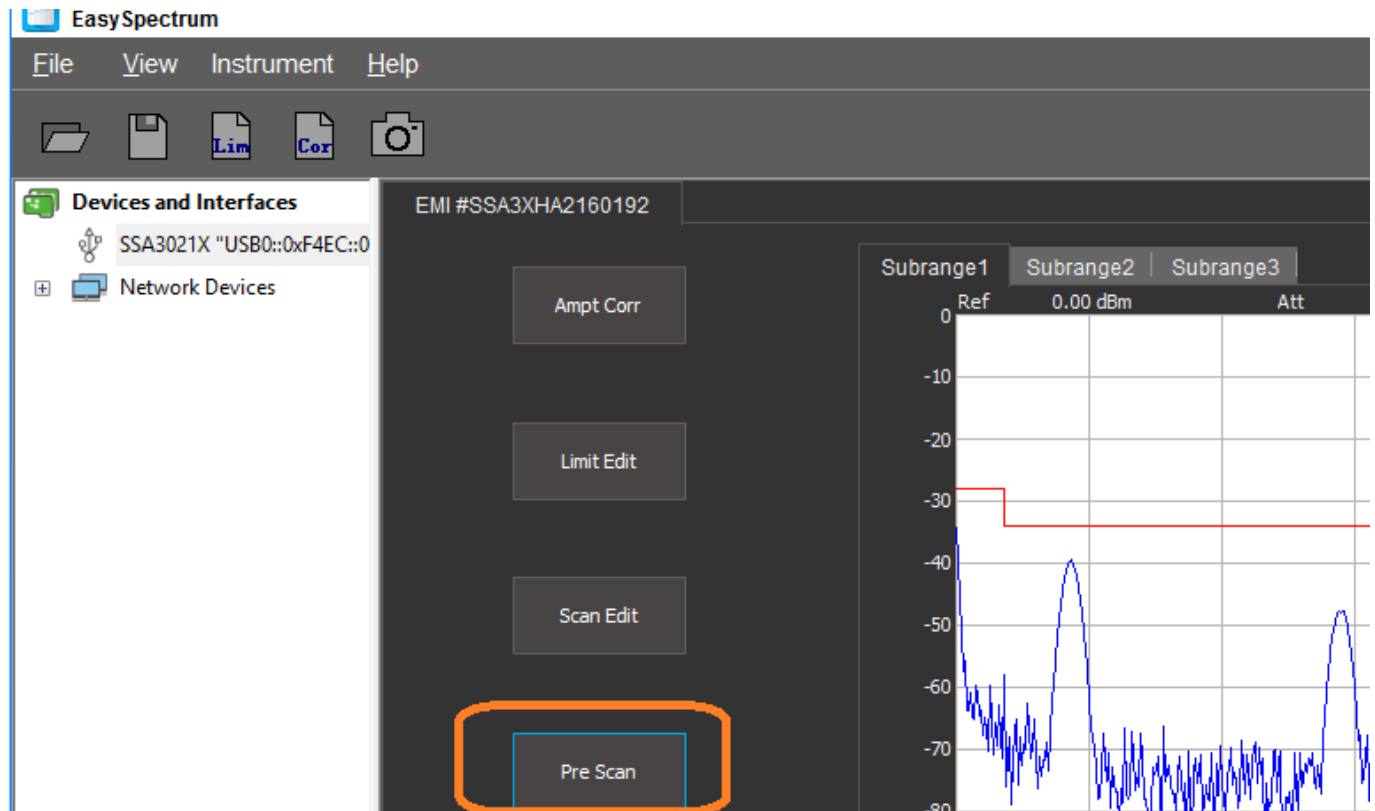 EasySpectrum
File View Instrument Help
Lim Cor
Devices and Interfaces
SSA3021X "USB0::0xF4EC::0
Network Devices
EMI #SSA3XHA2160192
Ampt Corr
Limit Edit
Scan Edit
Pre Scan
Subrange1 Subrange2 Subrange3
Ref 0.00 dBm Att
0
-10
-20
-30
-40
-50
-60
-70
-80